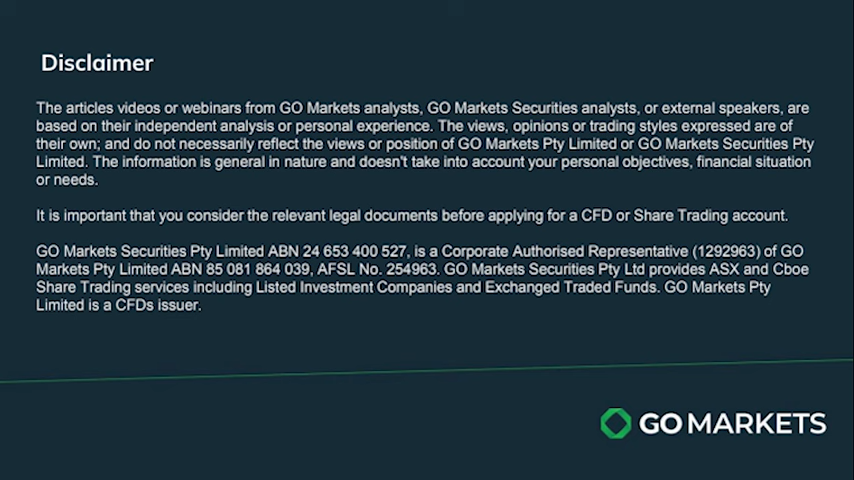 Disclaimer
The articles videos or webinars from GO Markets analysts, GO Markets Securities analysts, or external speakers, are
based on their independent analysis or personal experience. The views, opinions or trading styles expressed are of
their own; and do not necessarily reflect the views or position of GO Markets Pty Limited or GO Markets Securities Pty
Limited. The information is general in nature and doesn't take into account your personal objectives, financial situation
or needs.
It is important that you consider the relevant legal documents before applying for a CFD or Share Trading account.
GO Markets Securities Pty Limited ABN 24 653 400 527, is a Corporate Authorised Representative (1292963) of GO
Markets Pty Limited ABN 85 081 864 039, AFSL No. 254963. GO Markets Securities Pty Ltd provides ASX and Cboe
Share Trading services including Listed Investment Companies and Exchanged Traded Funds. GO Markets Pty
Limited is a CFDs issuer.
GO MARKETS